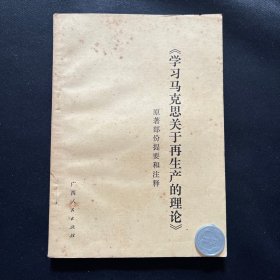 《学习马克思关于再生产的理论》
原著部份提要和注释
广西人民出版社